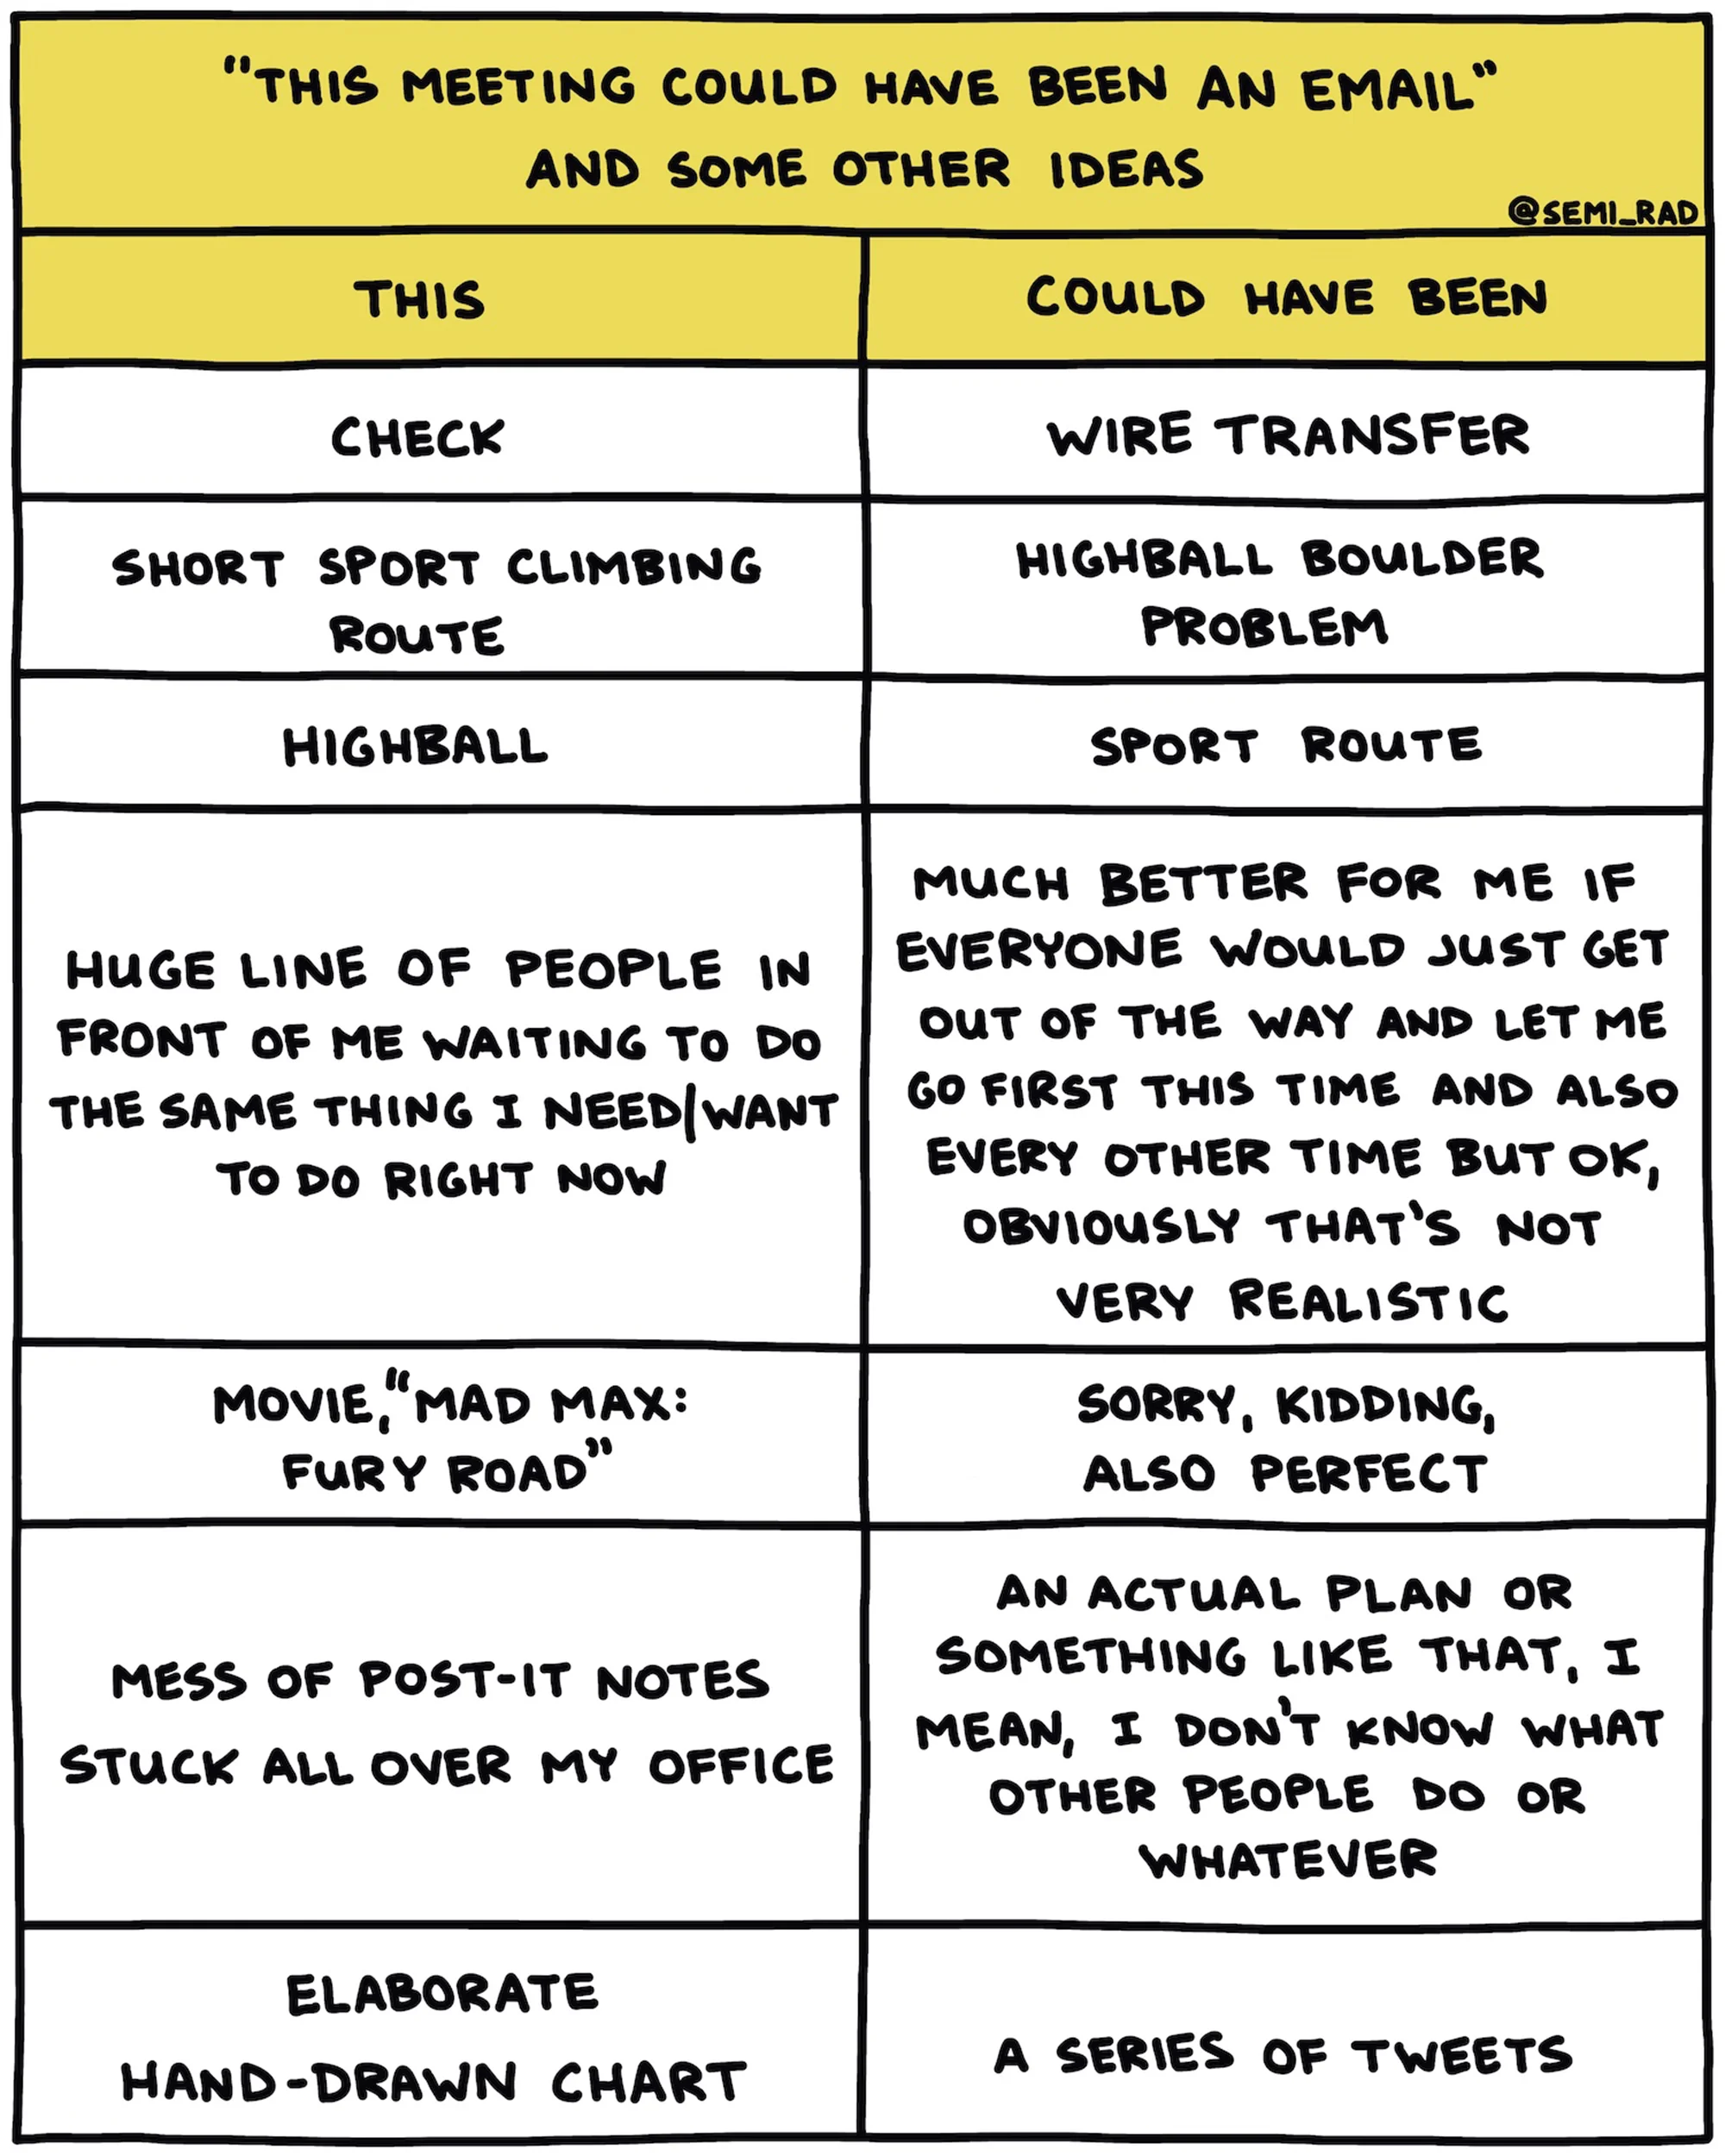 "THIS MEETING COULD HAVE BEEN AN EMAIL"
AND SOME OTHER IDEAS
@SEMI_RAD
THIS
COULD HAVE BEEN
CHECK
WIRE TRANSFER
SHORT SPORT CLIMBING
ROUTE
HIGHBALL BOULDER
PROBLEM
HIGHBALL
SPORT ROUTE
HUGE LINE OF PEOPLE IN
FRONT OF ME WAITING TO DO
THE SAME THING I NEED/WANT
TO DO RIGHT NOW
MUCH BETTER FOR ME IF
EVERYONE WOULD JUST GET
OUT OF THE WAY AND LET ME
GO FIRST THIS TIME AND ALSO
EVERY OTHER TIME BUT OK,
OBVIOUSLY THAT'S NOT
VERY REALISTIC
MOVIE, "MAD MAX:
FURY ROAD"
SORRY, KIDDING,
ALSO PERFECT
MESS OF POST-IT NOTES
STUCK ALL OVER MY OFFICE
AN ACTUAL PLAN OR
SOMETHING LIKE THAT, I
MEAN, I DON'T KNOW WHAT
OTHER PEOPLE DO OR
WHATEVER
ELABORATE
HAND-DRAWN CHART
A SERIES OF TWEETS